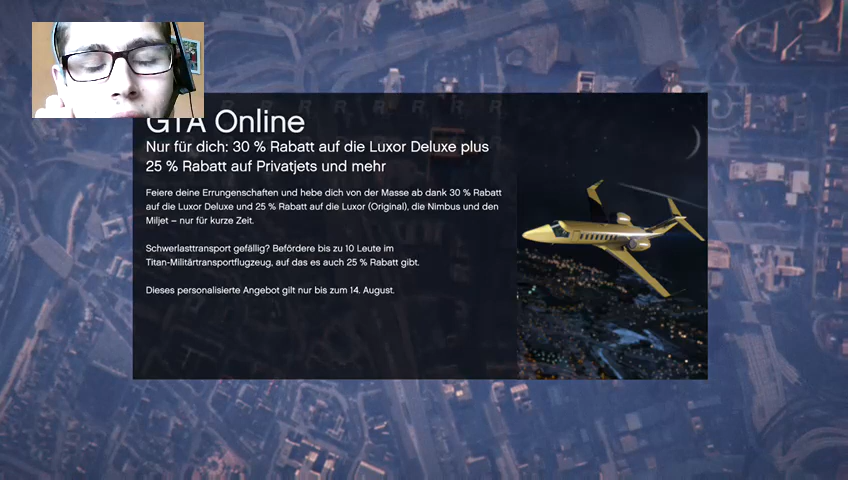 GTA Online
Nur für dich: 30 % Rabatt auf die Luxor Deluxe plus
25 % Rabatt auf Privatjets und mehr
Feiere deine Errungenschaften und hebe dich von der Masse ab dank 30 % Rabatt
auf die Luxor Deluxe und 25 % Rabatt auf die Luxor (Original), die Nimbus und den
Miljet – nur für kurze Zeit.
Schwerlasttransport gefällig? Befördere bis zu 10 Leute im
Titan-Militärtransportflugzeug, auf das es auch 25 % Rabatt gibt.
Dieses personalisierte Angebot gilt nur bis zum 14. August.